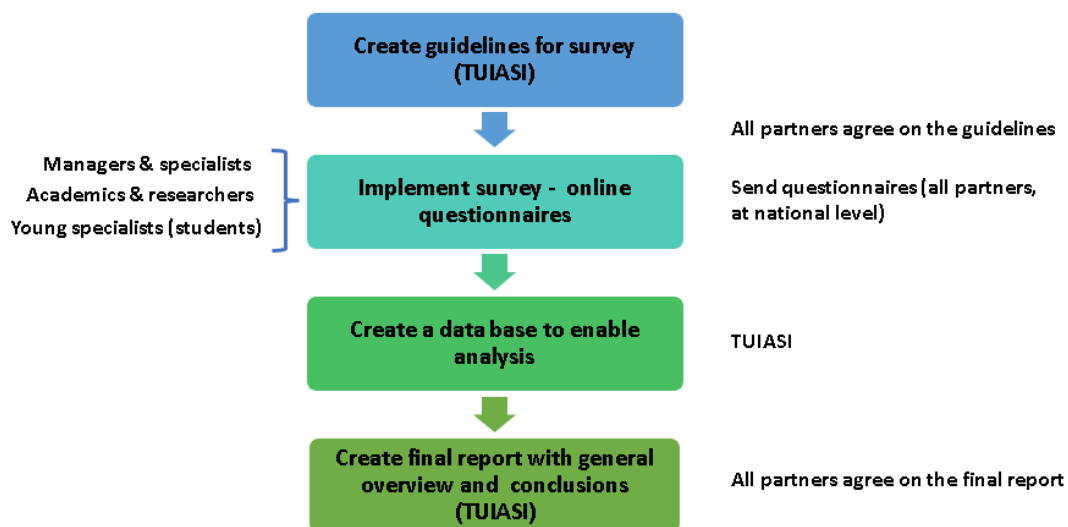 Create guidelines for survey
(TUIASI)
All partners agree on the guidelines
Managers & specialists
Academics & researchers
Young specialists (students)
Implement survey - online
questionnaires
Send questionnaires (all partners,
at national level)
Create a data base to enable
analysis
TUIASI
Create final report with general
overview and conclusions
(TUIASI)
All partners agree on the final report